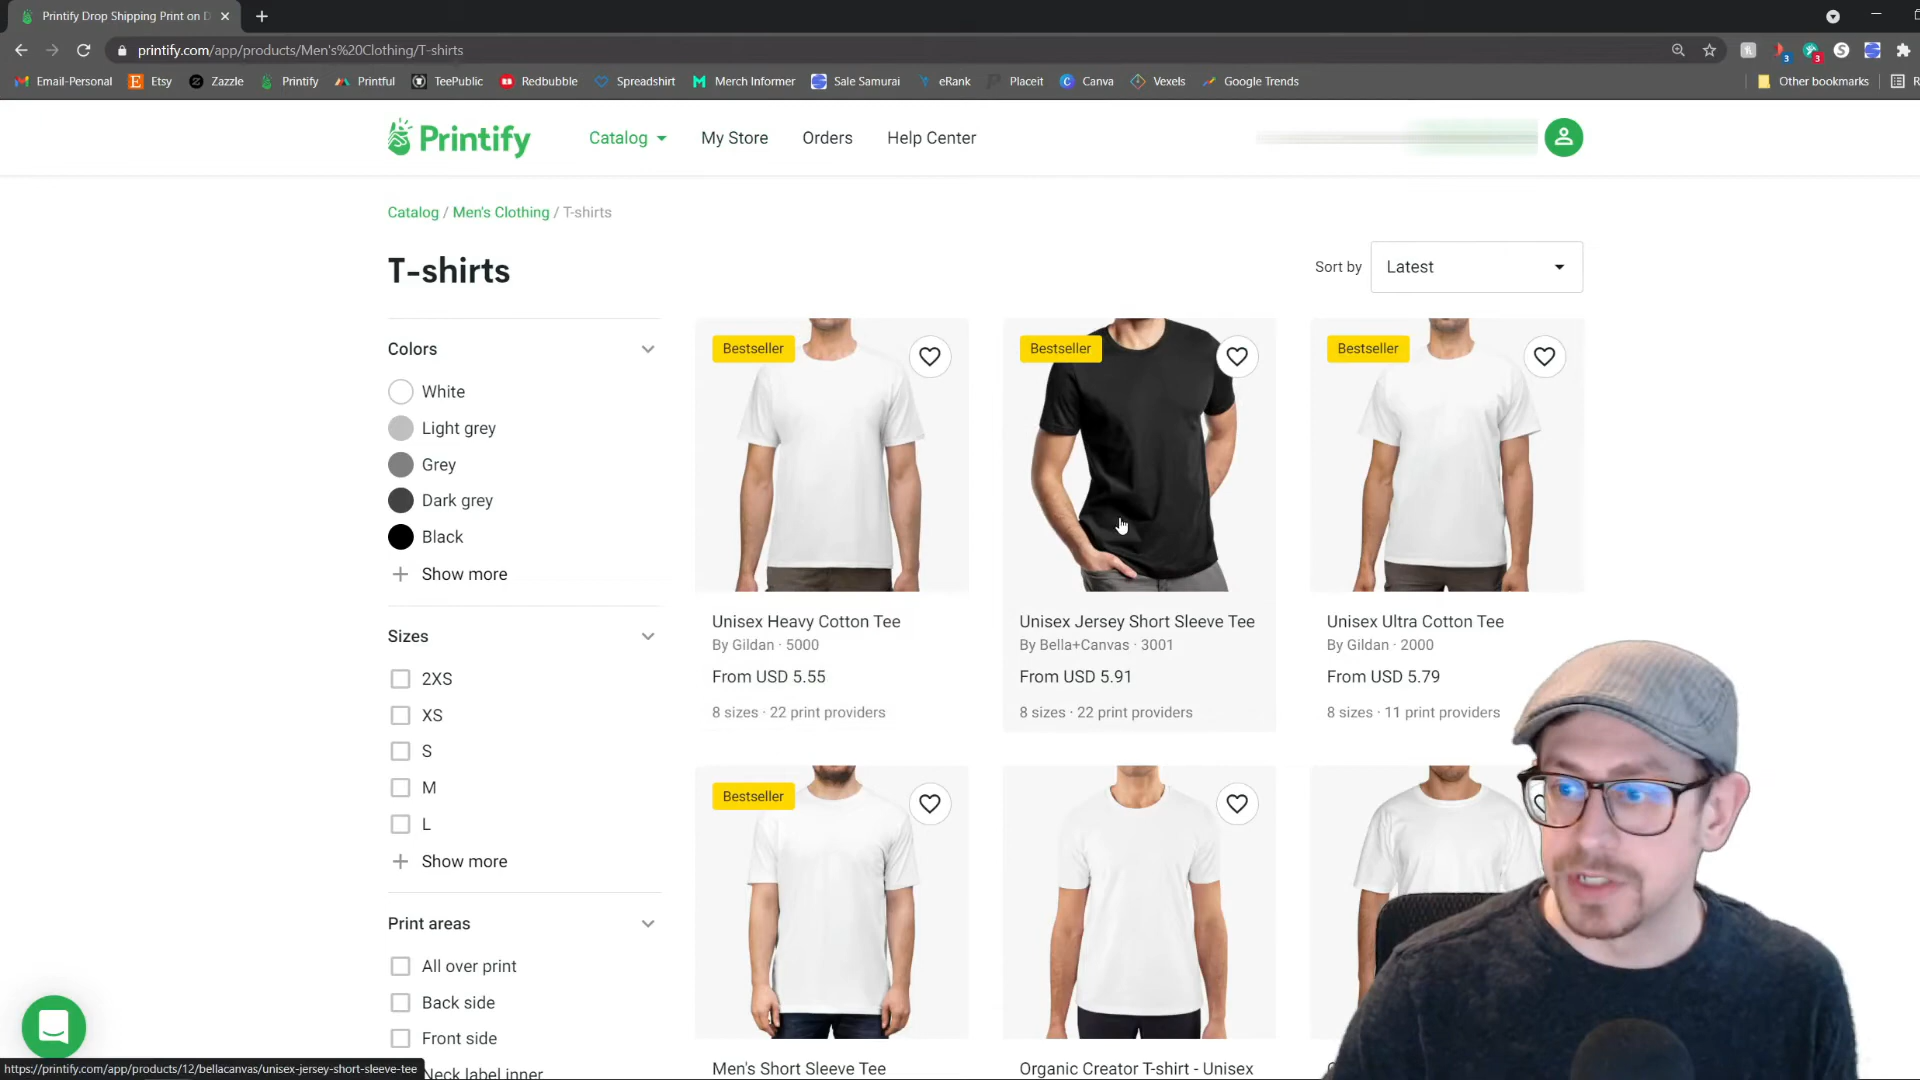 Printify Drop Shipping Print on D
printify.com/app/products/Men's%20Clothing/T-shirts
3
3
Email-Personal
Etsy
Zazzle
Printify
Printful
TeePublic
Redbubble
Spreadshirt
Merch Informer
Sale Samurai
eRank
Placeit
Canva
Vexels
Google Trends
Other bookmarks
Printify
Catalog
My Store
Orders
Help Center
Catalog / Men's Clothing / T-shirts
T-shirts
Sort by
Latest
Colors
White
Light grey
Grey
Dark grey
Black
Show more
Sizes
2XS
XS
S
M
L
Show more
Print areas
All over print
Back side
Front side
Neck label inner
Bestseller
Unisex Heavy Cotton Tee
By Gildan · 5000
From USD 5.55
8 sizes · 22 print providers
Bestseller
Unisex Jersey Short Sleeve Tee
By Bella+Canvas · 3001
From USD 5.91
8 sizes · 22 print providers
Bestseller
Unisex Ultra Cotton Tee
By Gildan · 2000
From USD 5.79
8 sizes · 11 print providers
Bestseller
Men's Short Sleeve Tee
Organic Creator T-shirt - Unisex
https://printify.com/app/products/12/bellacanvas/unisex-jersey-short-sleeve-tee